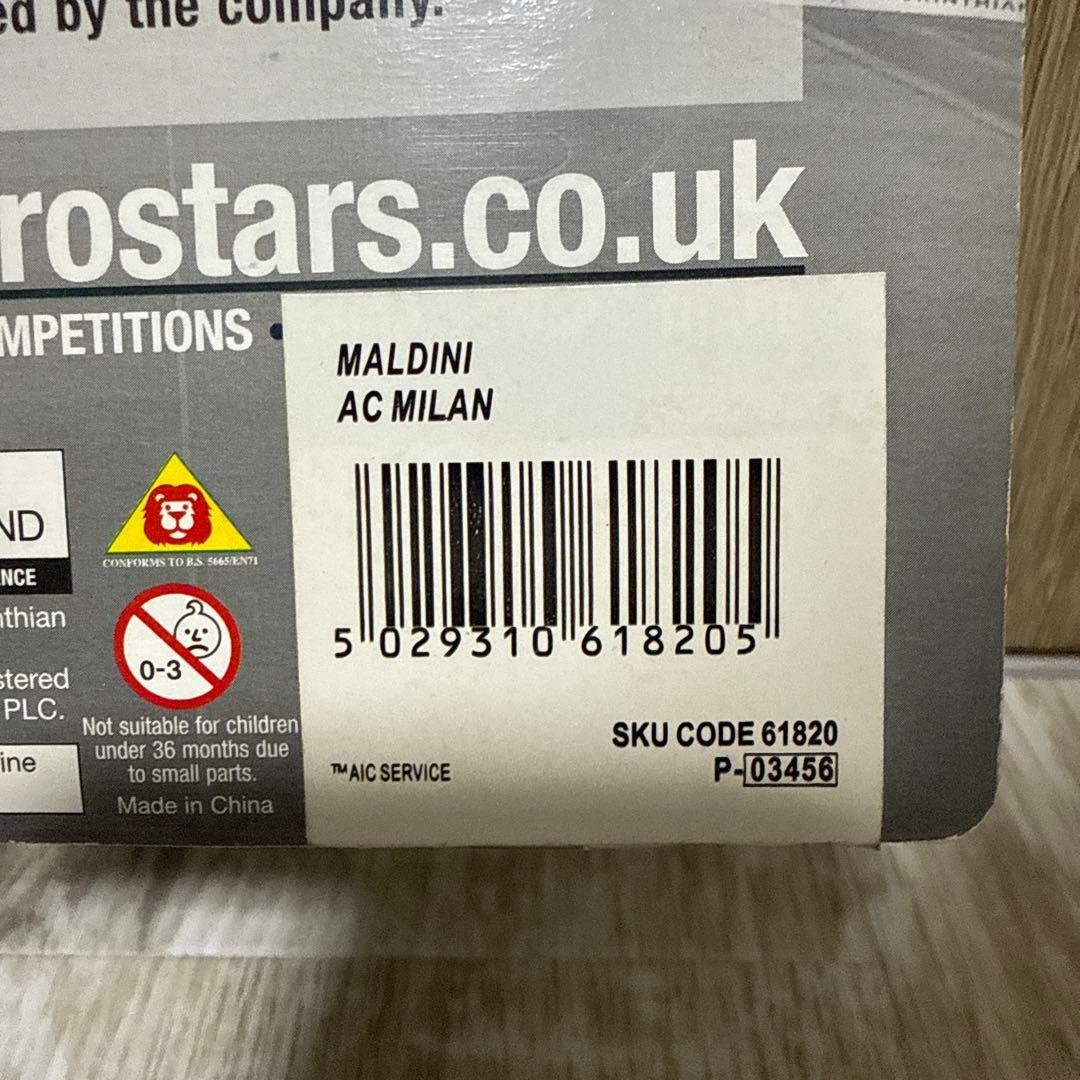 ed by the company.
rostars.co.uk
MPETITIONS •
MALDINI
AC MILAN
ND
NCE
CONFORMS TO B.S. 5665/EN71
nthian
0-3
stered
PLC.
Not suitable for children
under 36 months due
to small parts.
ine
Made in China
5 029310 618205
SKU CODE 61820
P-03456
™AIC SERVICE